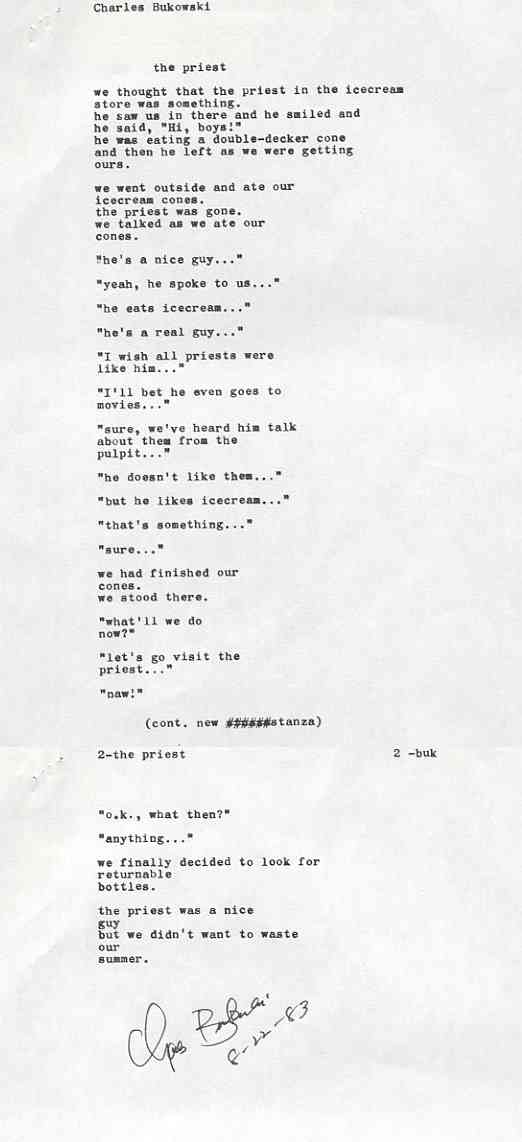 Charles Bukowski
the priest
we thought that the priest in the icecream
store was something.
he saw us in there and he smiled and
he said, "Hi, boys!"
he was eating a double-decker cone
and then he left as we were getting
ours.
we went outside and ate our
icecream cones.
the priest was gone.
we talked as we ate our
cones.
"he's a nice guy..."
"yeah, he spoke to us..."
"he eats icecream..."
"he's a real guy..."
"I wish all priests were
like him..."
"I'll bet he even goes to
movies..."
"sure, we've heard him talk
about them from the
pulpit..."
"he doesn't like them..."
"but he likes icecream..."
"that's something..."
"sure..."
we had finished our
cones.
we stood there.
"what'll we do
now?"
"let's go visit the
priest..."
"naw!"
(cont. new ######stanza)
2-the priest 2 -buk
"o.k., what then?"
"anything..."
we finally decided to look for
returnable
bottles.
the priest was a nice
guy
but we didn't want to waste
our
summer.
Chas Bukowski
8-22-83